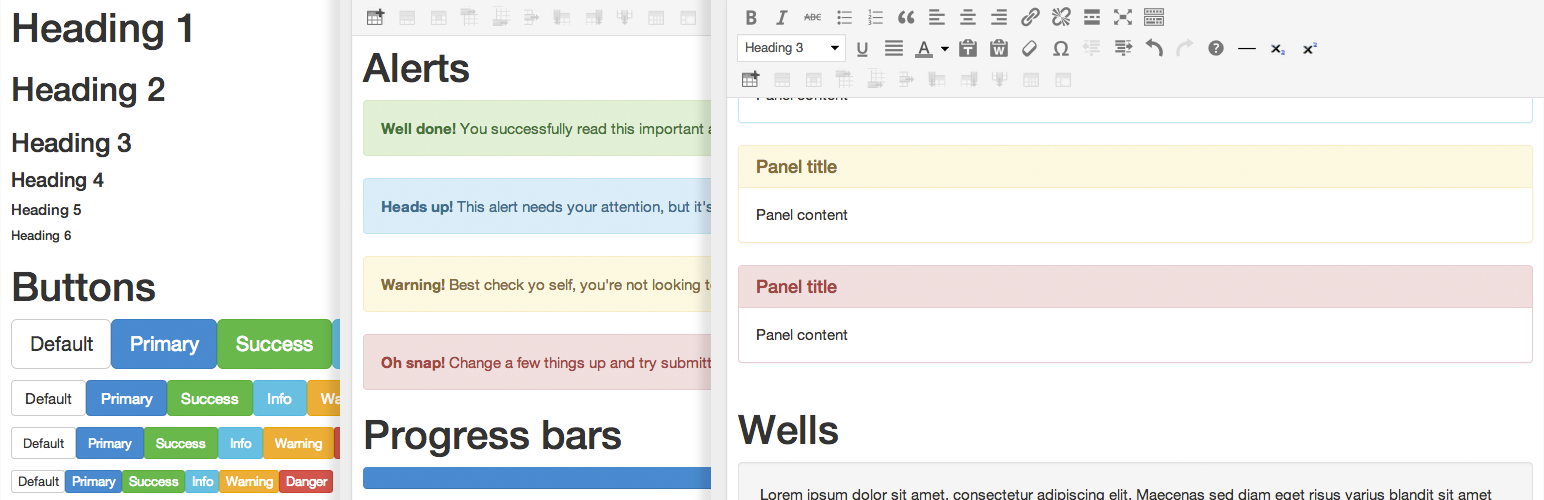 Heading 1
Heading 2
Heading 3
Heading 4
Heading 5
Heading 6
Buttons
Default Primary Success
Default Primary Success Info
Default Primary Success Info Warning
Default Primary Success Info Warning Danger
Alerts
Well done! You successfully read this important
Heads up! This alert needs your attention, but it's
Warning! Best check yo self, you're not looking
Oh snap! Change a few things up and try
Progress bars
B I ABC
Heading 3 U A T W Ω ? x₂ x²
Panel content
Panel title
Panel content
Panel title
Panel content
Wells
Lorem ipsum dolor sit amet, consectetur adipiscing elit. Maecenas sed diam eget risus varius blandit sit amet